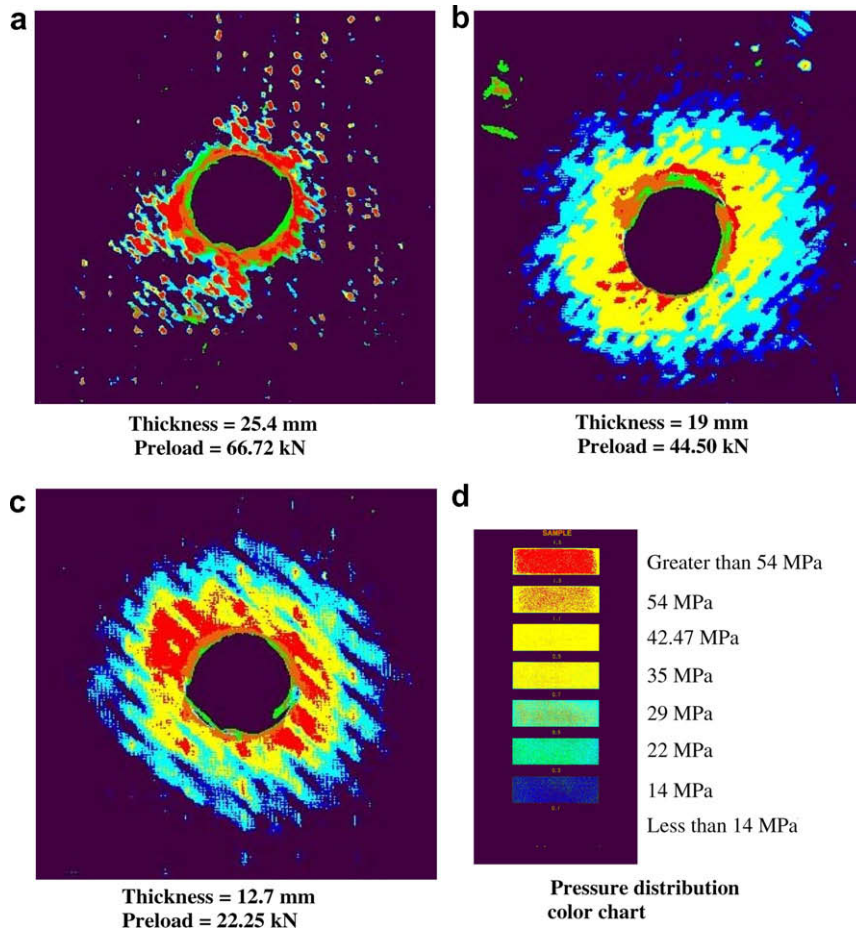 a
b
Thickness = 25.4 mm
Preload = 66.72 kN
Thickness = 19 mm
Preload = 44.50 kN
c
d
SAMPLE
Greater than 54 MPa
54 MPa
42.47 MPa
35 MPa
29 MPa
22 MPa
14 MPa
Less than 14 MPa
Thickness = 12.7 mm
Preload = 22.25 kN
Pressure distribution
color chart